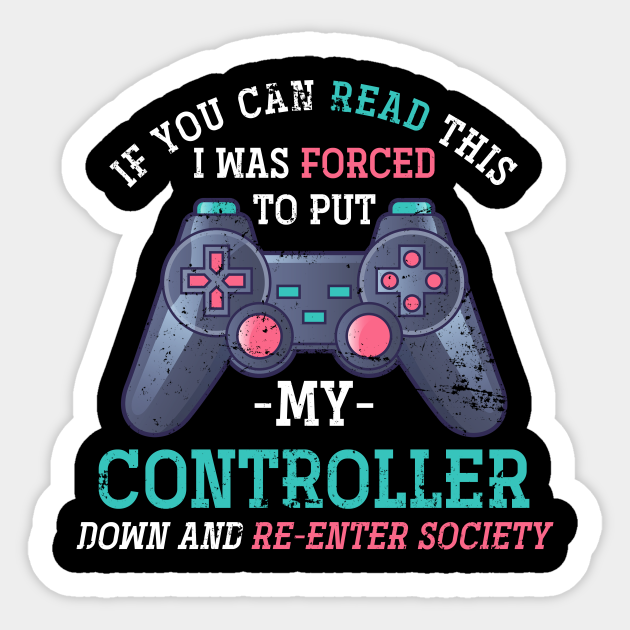 IF YOU CAN READ THIS
I WAS FORCED
TO PUT
-MY-
CONTROLLER
DOWN AND RE-ENTER SOCIETY